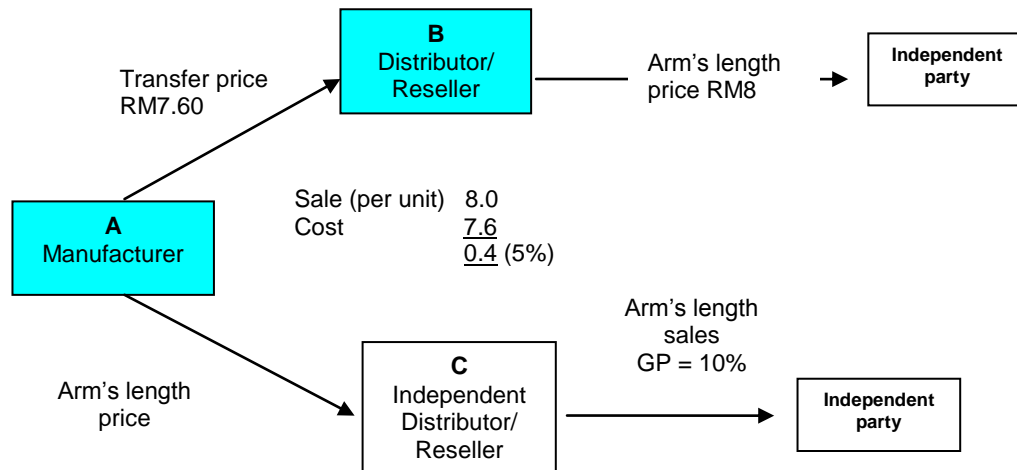 B
Distributor/
Reseller
Transfer price
RM7.60
Arm's length
price RM8
Independent
party
Sale (per unit) 8.0
Cost 7.6
0.4 (5%)
A
Manufacturer
Arm's length
sales
GP = 10%
Arm's length
price
C
Independent
Distributor/
Reseller
Independent
party